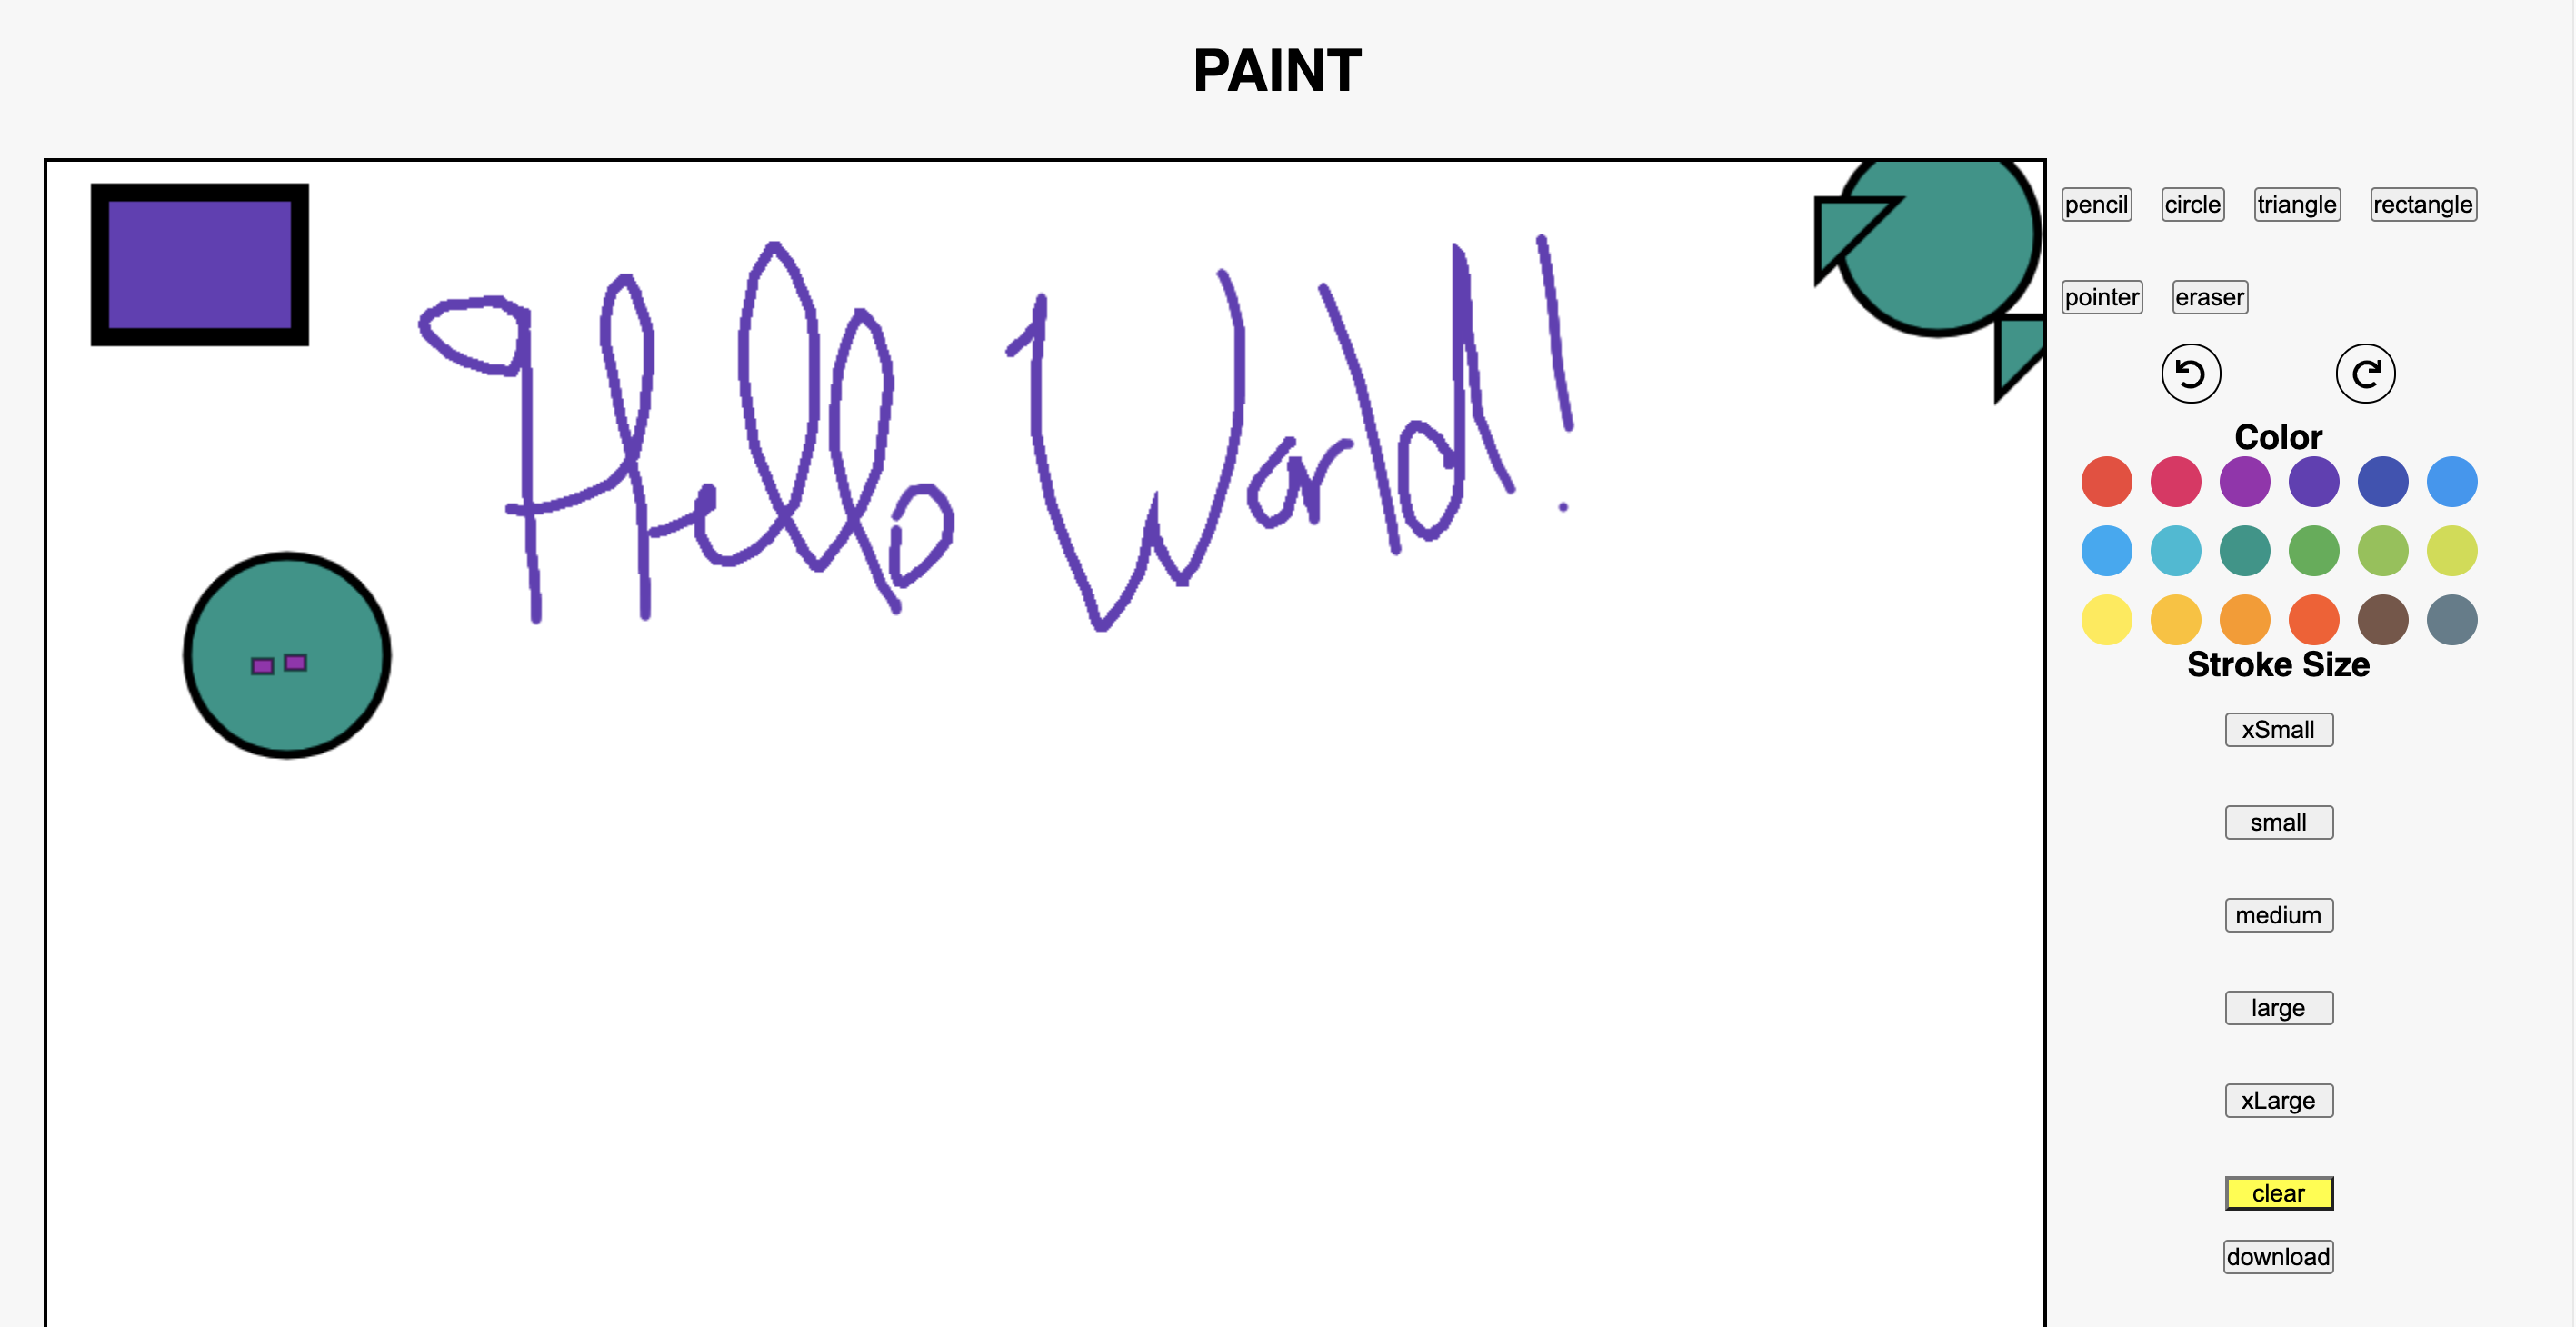 PAINT
Hello World!
pencil circle triangle rectangle
pointer eraser
Color
Stroke Size
xSmall
small
medium
large
xLarge
clear
download